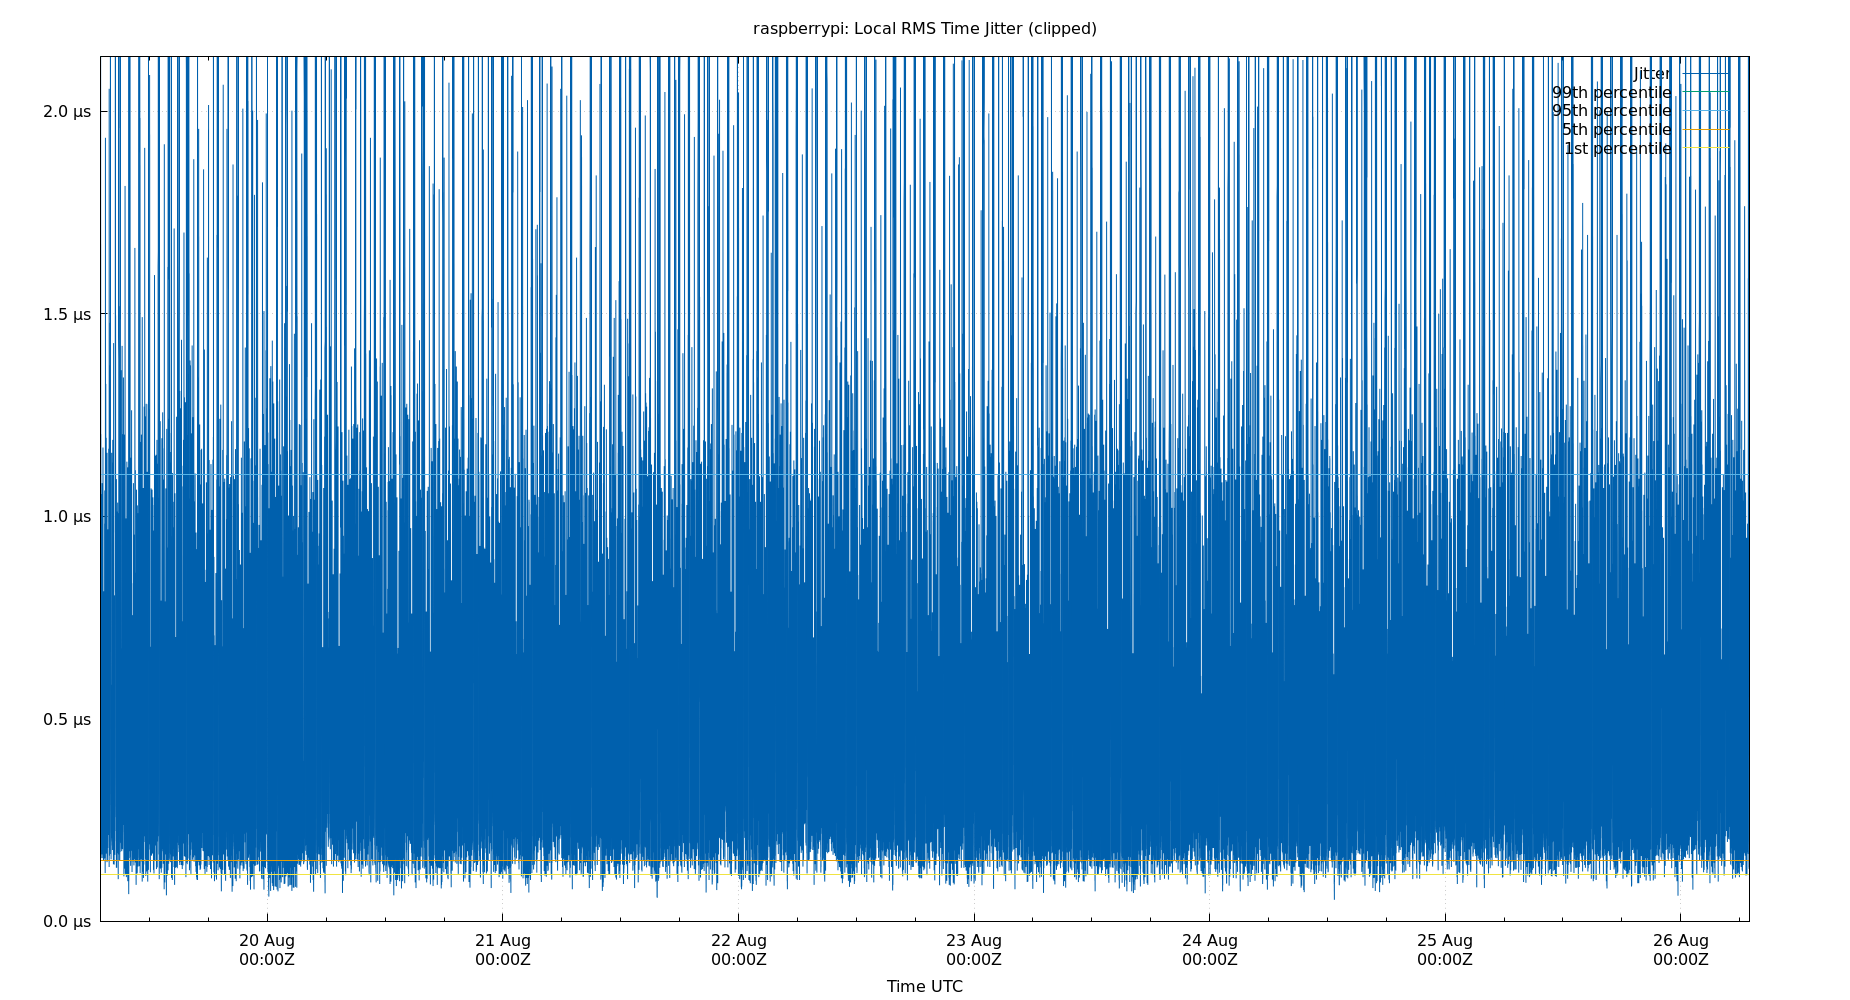 raspberrypi: Local RMS Time Jitter (clipped)
Jitter
99th percentile
95th percentile
5th percentile
1st percentile
2.0 µs
1.5 µs
1.0 µs
0.5 µs
0.0 µs
20 Aug 21 Aug 22 Aug 23 Aug 24 Aug 25 Aug 26 Aug
00:00Z 00:00Z 00:00Z 00:00Z 00:00Z 00:00Z 00:00Z
Time UTC